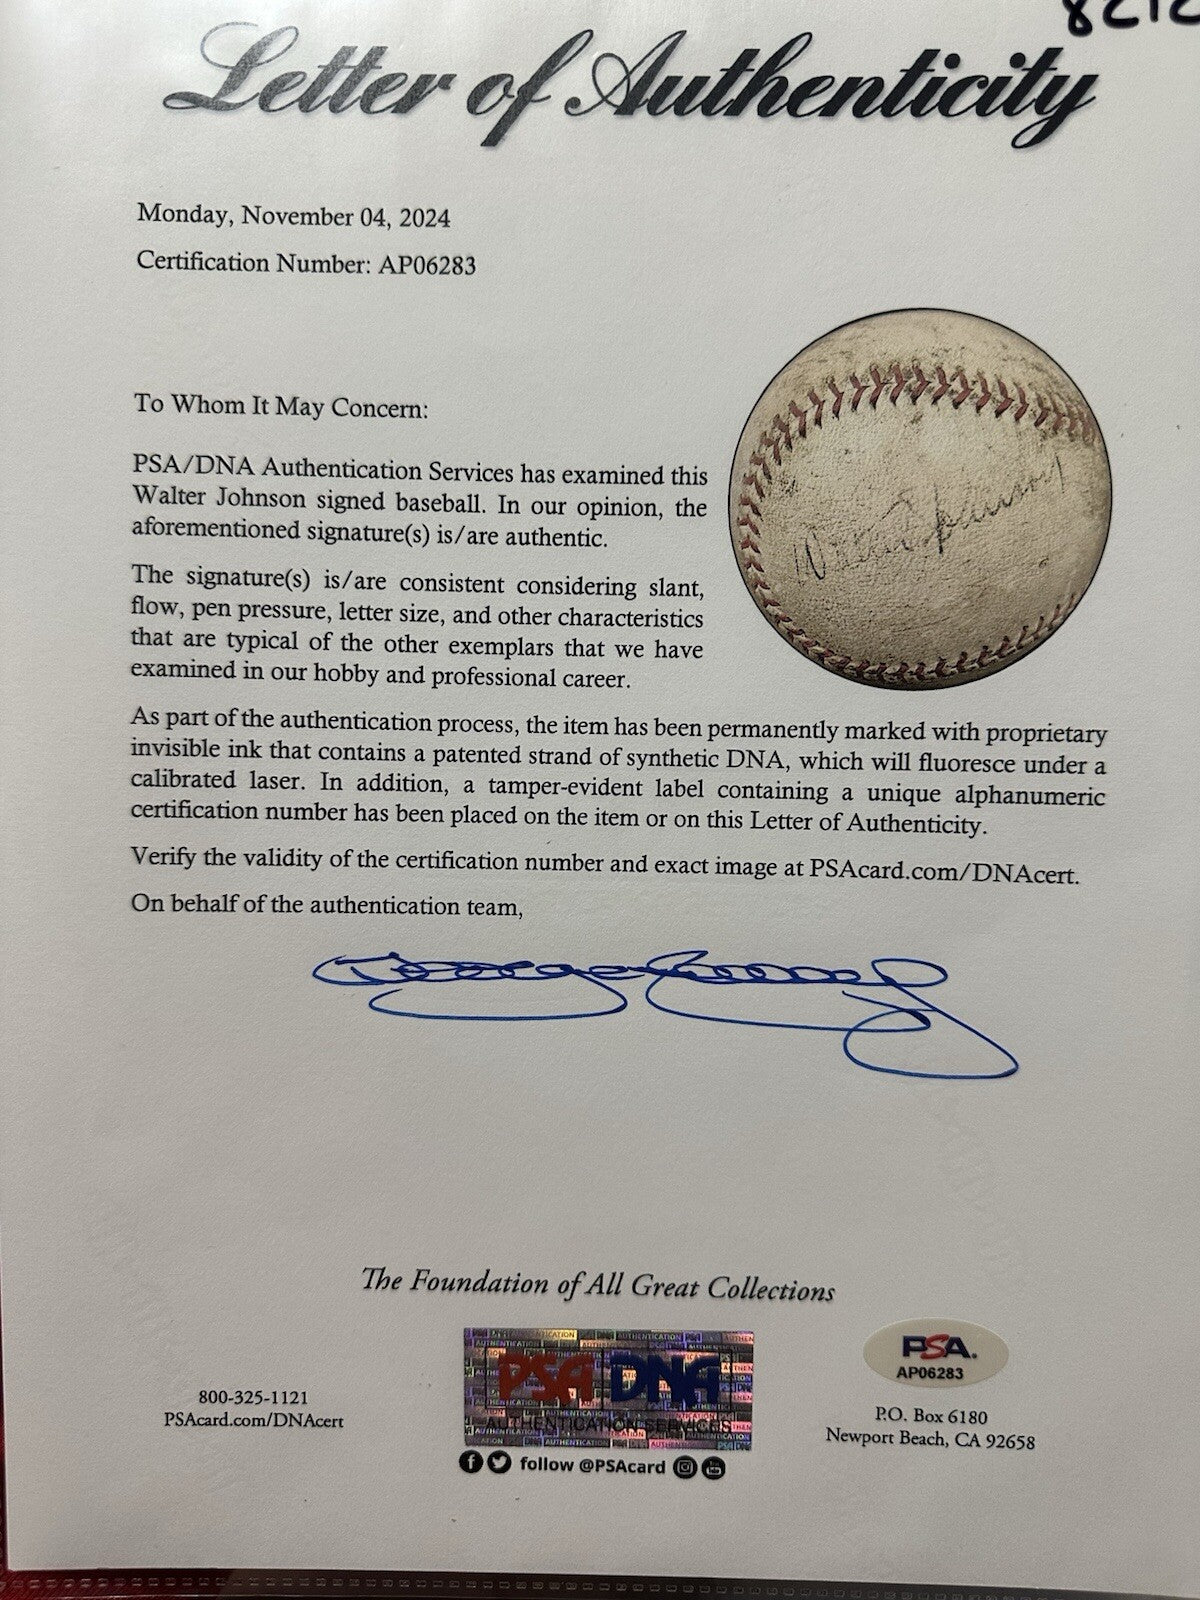 Letter of Authenticity
Monday, November 04, 2024
Certification Number: AP06283
To Whom It May Concern:
PSA/DNA Authentication Services has examined this
Walter Johnson signed baseball. In our opinion, the
aforementioned signature(s) is/are authentic.
The signature(s) is/are consistent considering slant,
flow, pen pressure, letter size, and other characteristics
that are typical of the other exemplars that we have
examined in our hobby and professional career.
Walter Johnson
As part of the authentication process, the item has been permanently marked with proprietary
invisible ink that contains a patented strand of synthetic DNA, which will fluoresce under a
calibrated laser. In addition, a tamper-evident label containing a unique alphanumeric
certification number has been placed on the item or on this Letter of Authenticity.
Verify the validity of the certification number and exact image at PSAcard.com/DNAcert.
On behalf of the authentication team,
The Foundation of All Great Collections
800-325-1121
PSAcard.com/DNAcert
PSA DNA
AUTHENTICATION SERVICES
follow @PSAcard
PSA.
AP06283
P.O. Box 6180
Newport Beach, CA 92658